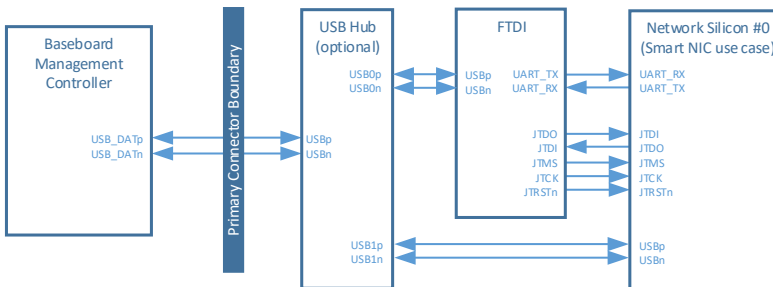 Baseboard
Management
Controller
USB_DATp
USB_DATn
Primary Connector Boundary
USB Hub
(optional)
USB0p
USB0n
USBp
USBn
USB1p
USB1n
FTDI
USBp
USBn
UART_TX
UART_RX
JTDO
JTDI
JTMS
JTCK
JTRSTn
Network Silicon #0
(Smart NIC use case)
UART_RX
UART_TX
JTDI
JTDO
JTMS
JTCK
JTRSTn
USBp
USBn